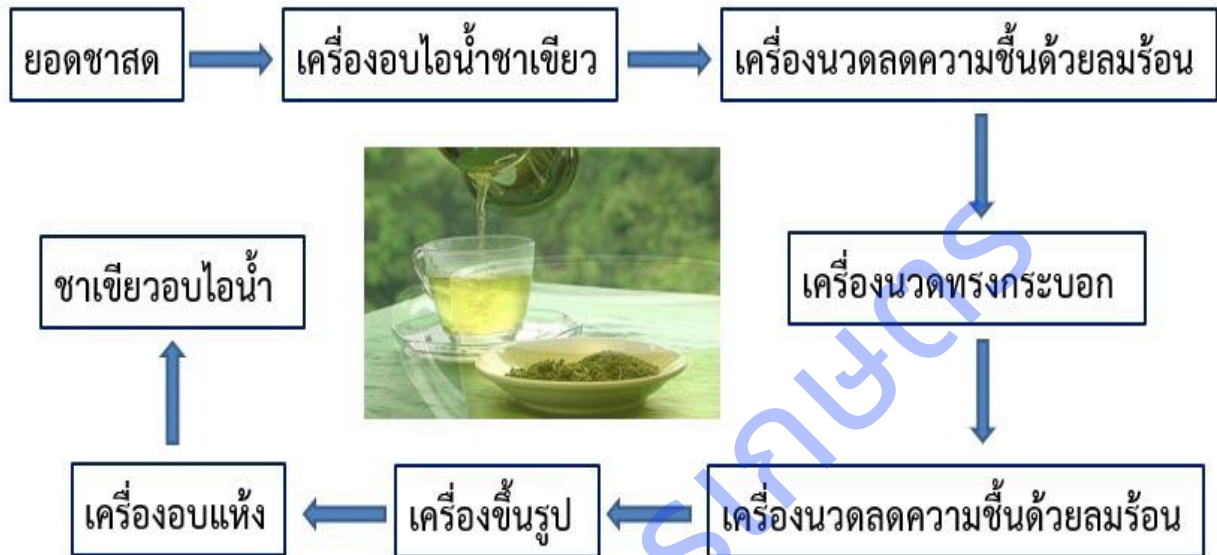 ยอดชาสด
เครื่องอบไอน้ำชาเขียว
เครื่องนวดลดความชื้นด้วยลมร้อน
เครื่องนวดทรงกระบอก
เครื่องนวดลดความชื้นด้วยลมร้อน
เครื่องขึ้นรูป
เครื่องอบแห้ง
ชาเขียวอบไอน้ำ